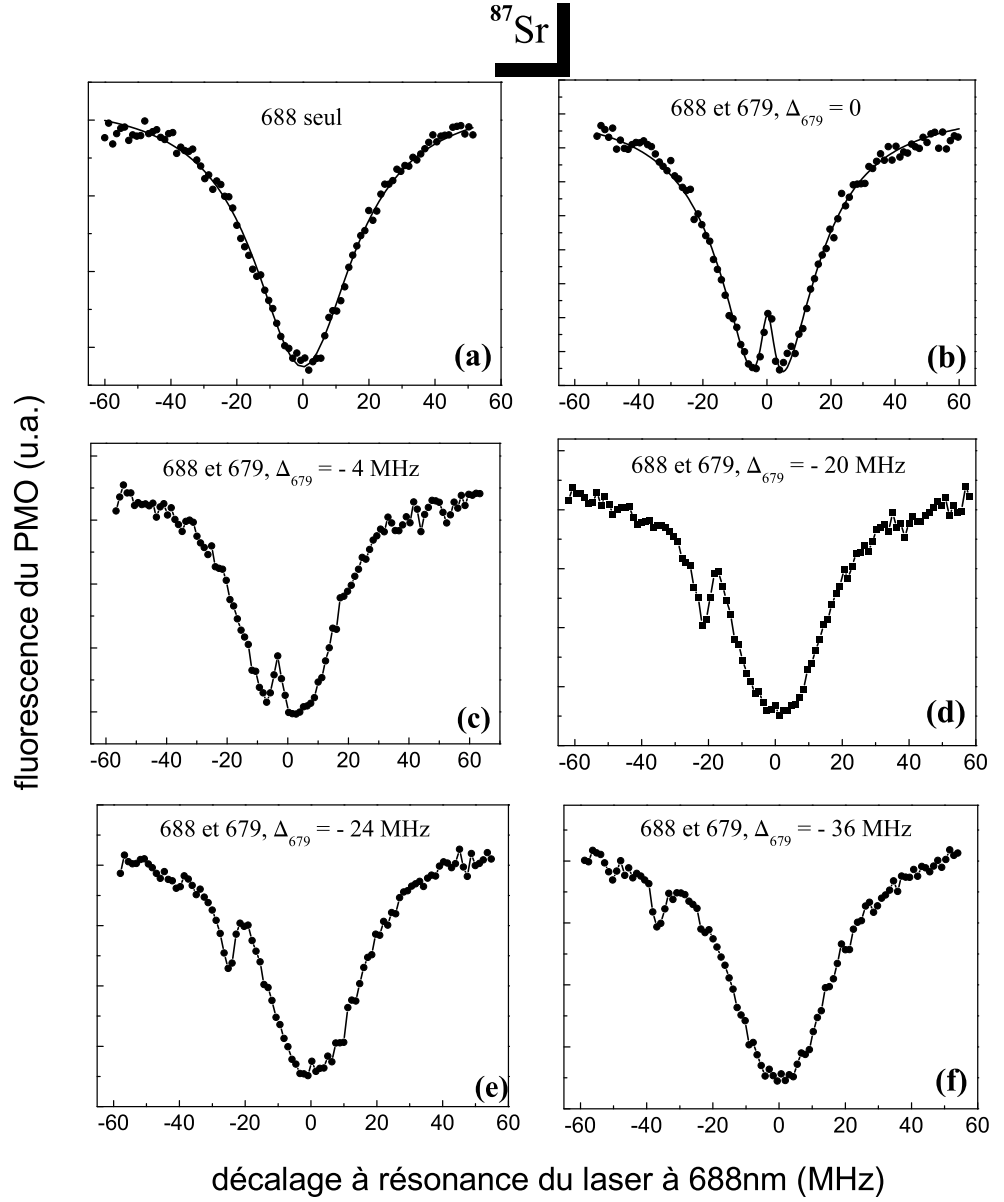 ⁸⁷Sr
688 seul
(a)
-60 -40 -20 0 20 40 60
688 et 679, Δ₆₇₉ = 0
(b)
-60 -40 -20 0 20 40 60
688 et 679, Δ₆₇₉ = - 4 MHz
(c)
-60 -40 -20 0 20 40 60
688 et 679, Δ₆₇₉ = - 20 MHz
(d)
-60 -40 -20 0 20 40 60
688 et 679, Δ₆₇₉ = - 24 MHz
(e)
-60 -40 -20 0 20 40 60
688 et 679, Δ₆₇₉ = - 36 MHz
(f)
-60 -40 -20 0 20 40 60
fluorescence du PMO (u.a.)
décalage à résonance du laser à 688nm (MHz)